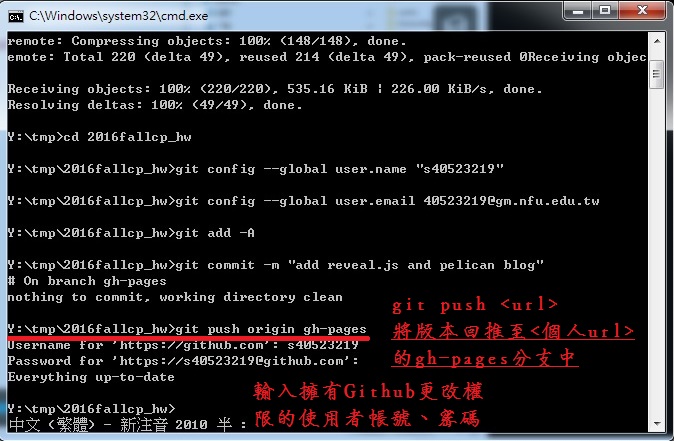 C:\Windows\system32\cmd.exe
remote: Compressing objects: 100% (148/148), done.
emote: Total 220 (delta 49), reused 214 (delta 49), pack-reused 0Receiving objec
Receiving objects: 100% (220/220), 535.16 KiB | 226.00 KiB/s, done.
Resolving deltas: 100% (49/49), done.
Y:\tmp>cd 2016fallcp_hw
Y:\tmp\2016fallcp_hw>git config --global user.name "s40523219"
Y:\tmp\2016fallcp_hw>git config --global user.email 40523219@gm.nfu.edu.tw
Y:\tmp\2016fallcp_hw>git add -A
Y:\tmp\2016fallcp_hw>git commit -m "add reveal.js and pelican blog"
# On branch gh-pages
nothing to commit, working directory clean
Y:\tmp\2016fallcp_hw>git push origin gh-pages
Username for 'https://github.com': s40523219
Password for 'https://s40523219@github.com':
Everything up-to-date
Y:\tmp\2016fallcp_hw>
中文 (繁體) - 新注音 2010 半 :
git push <url>
將版本回推至<個人url>
的gh-pages分支中
輸入擁有Github更改權
限的使用者帳號、密碼